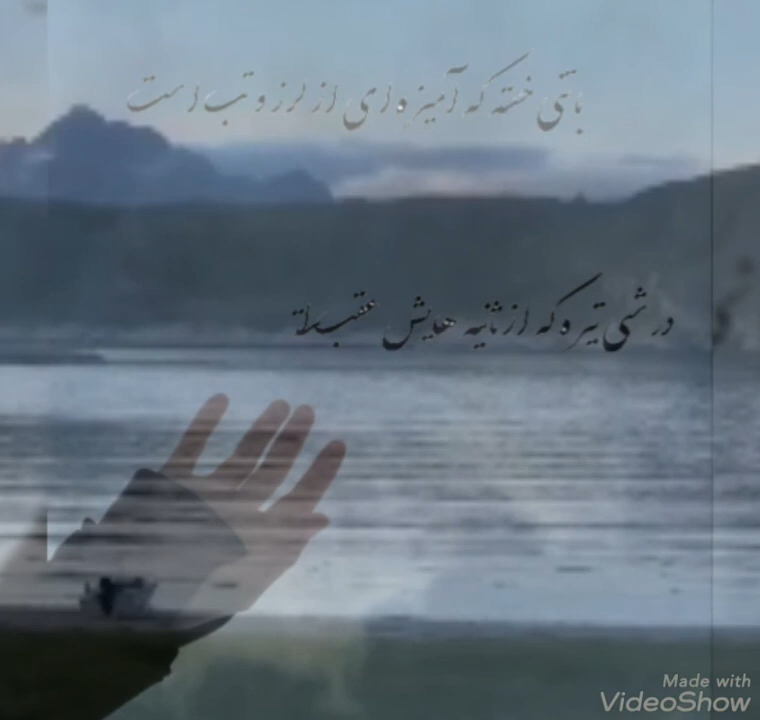 با تنی خسته که آمیزه ای از لرز و تب است
در شبی تیره که از ثانیه هایش عقب
Made with
VideoShow